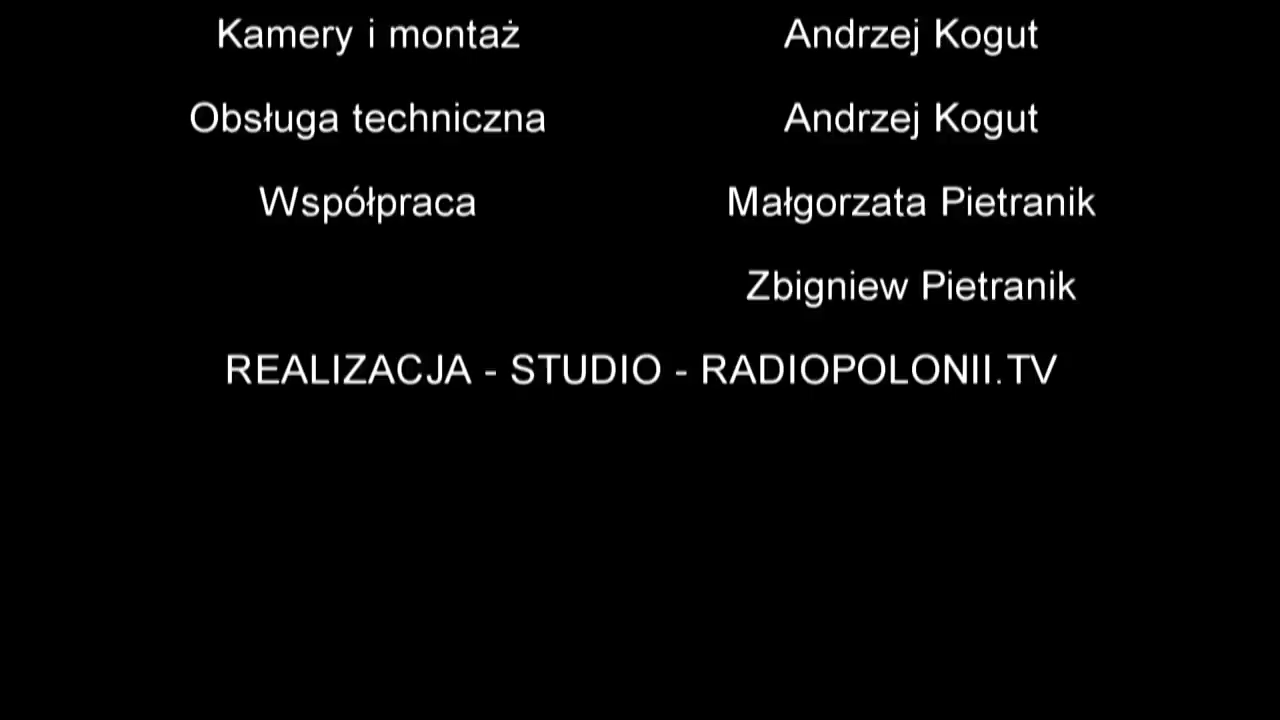 Kamery i montaż Andrzej Kogut
Obsługa techniczna Andrzej Kogut
Współpraca Małgorzata Pietranik
Zbigniew Pietranik
REALIZACJA - STUDIO - RADIOPOLONII.TV